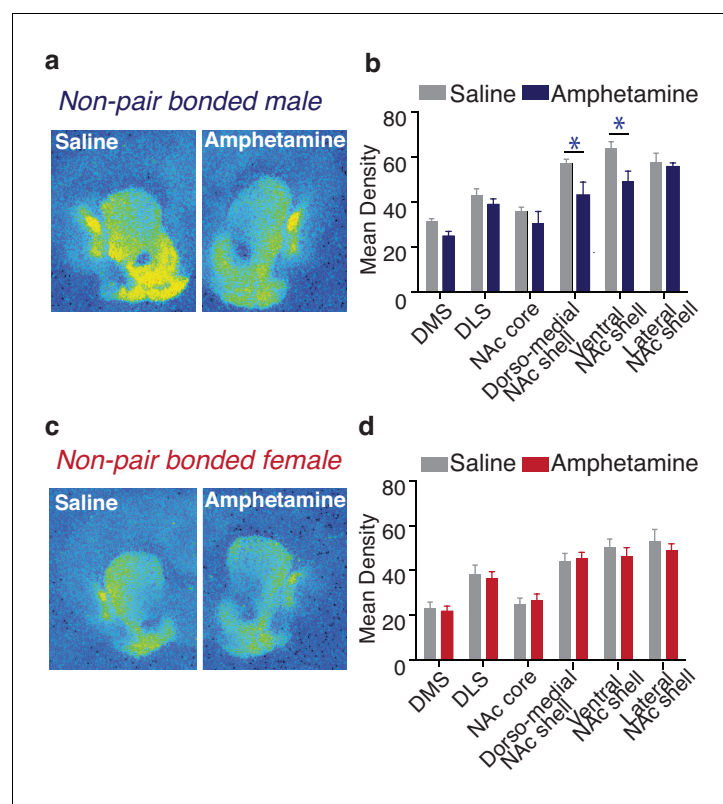 a
Non-pair bonded male
Saline
Amphetamine
b
Saline
Amphetamine
Mean Density
80
60
40
20
0
*
*
DMS
DLS
NAc core
Dorso-medial
NAc shell
Ventral
NAc shell
Lateral
NAc shell
c
Non-pair bonded female
Saline
Amphetamine
d
Saline
Amphetamine
Mean Density
80
60
40
20
0
DMS
DLS
NAc core
Dorso-medial
NAc shell
Ventral
NAc shell
Lateral
NAc shell